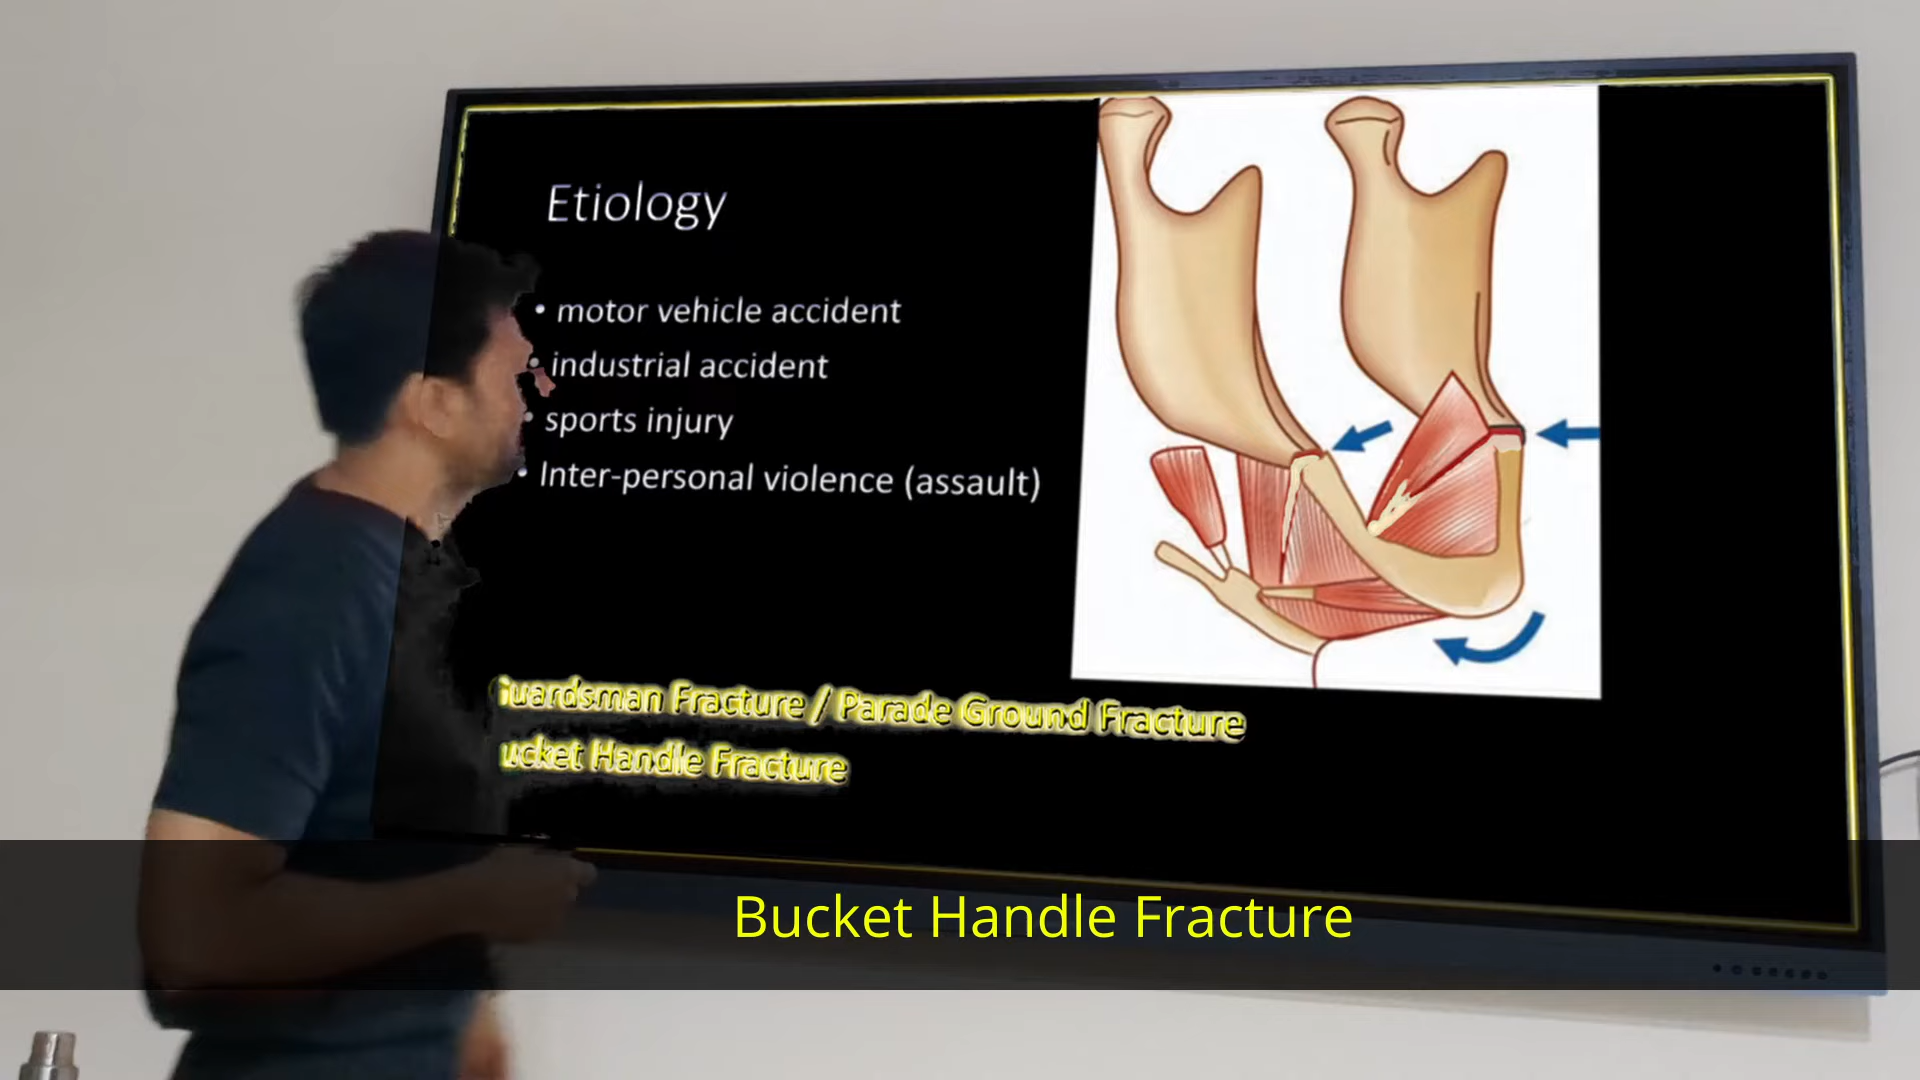 Etiology
• motor vehicle accident
• industrial accident
• sports injury
• Inter-personal violence (assault)
Guardsman Fracture / Parade Ground Fracture
ucket Handle Fracture
Bucket Handle Fracture